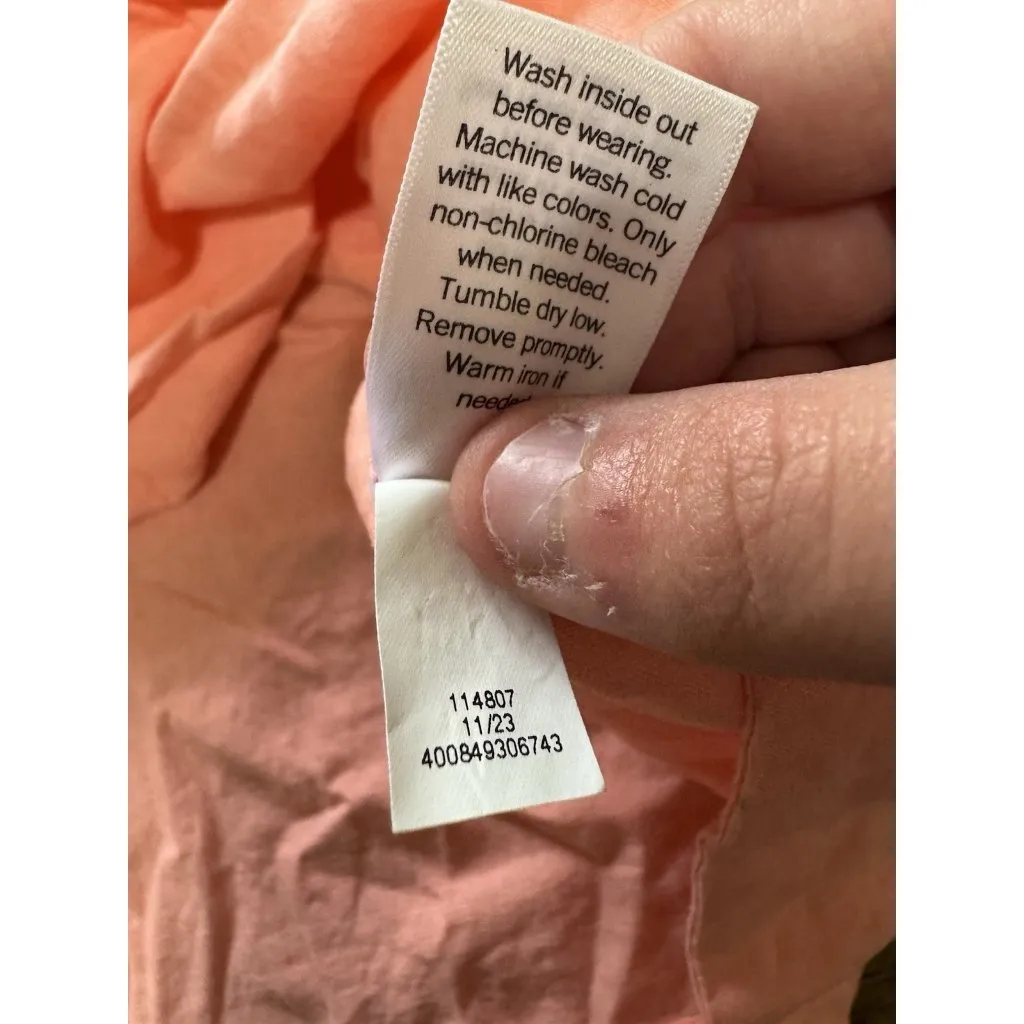 Wash inside out
before wearing.
Machine wash cold
with like colors. Only
non-chlorine bleach
when needed.
Tumble dry low.
Remove promptly.
Warm iron if
114807
11/23
400849306743